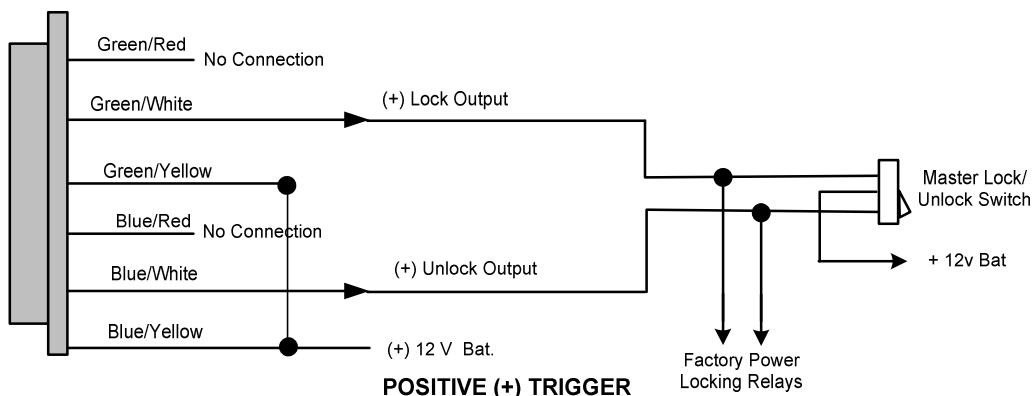 Green/Red
No Connection
Green/White
(+) Lock Output
Green/Yellow
Master Lock/
Unlock Switch
Blue/Red
No Connection
Blue/White
(+) Unlock Output
+ 12v Bat
Blue/Yellow
(+) 12 V Bat.
Factory Power
Locking Relays
POSITIVE (+) TRIGGER